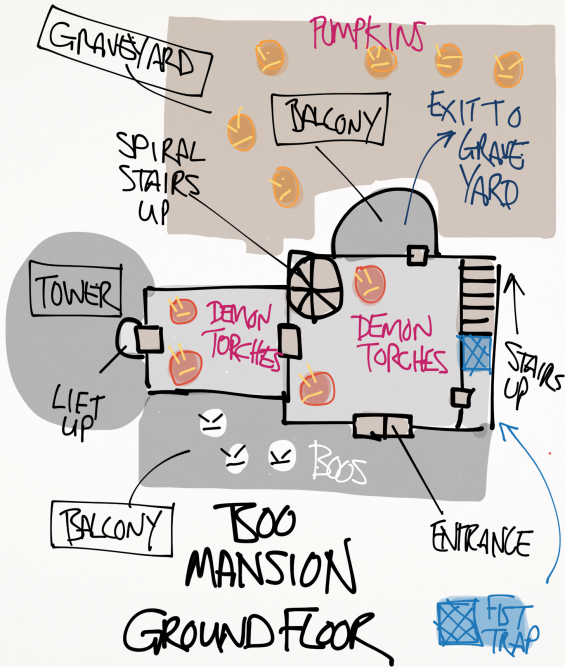 GRAVEYARD
PUMPKINS
BALCONY
EXIT TO
GRAVE
YARD
SPIRAL
STAIRS
UP
TOWER
DEMON
TORCHES
DEMON
TORCHES
STAIRS
UP
LIFT
UP
BOOS
BALCONY
ENTRANCE
BOO
MANSION
GROUND FLOOR
FIST
TRAP